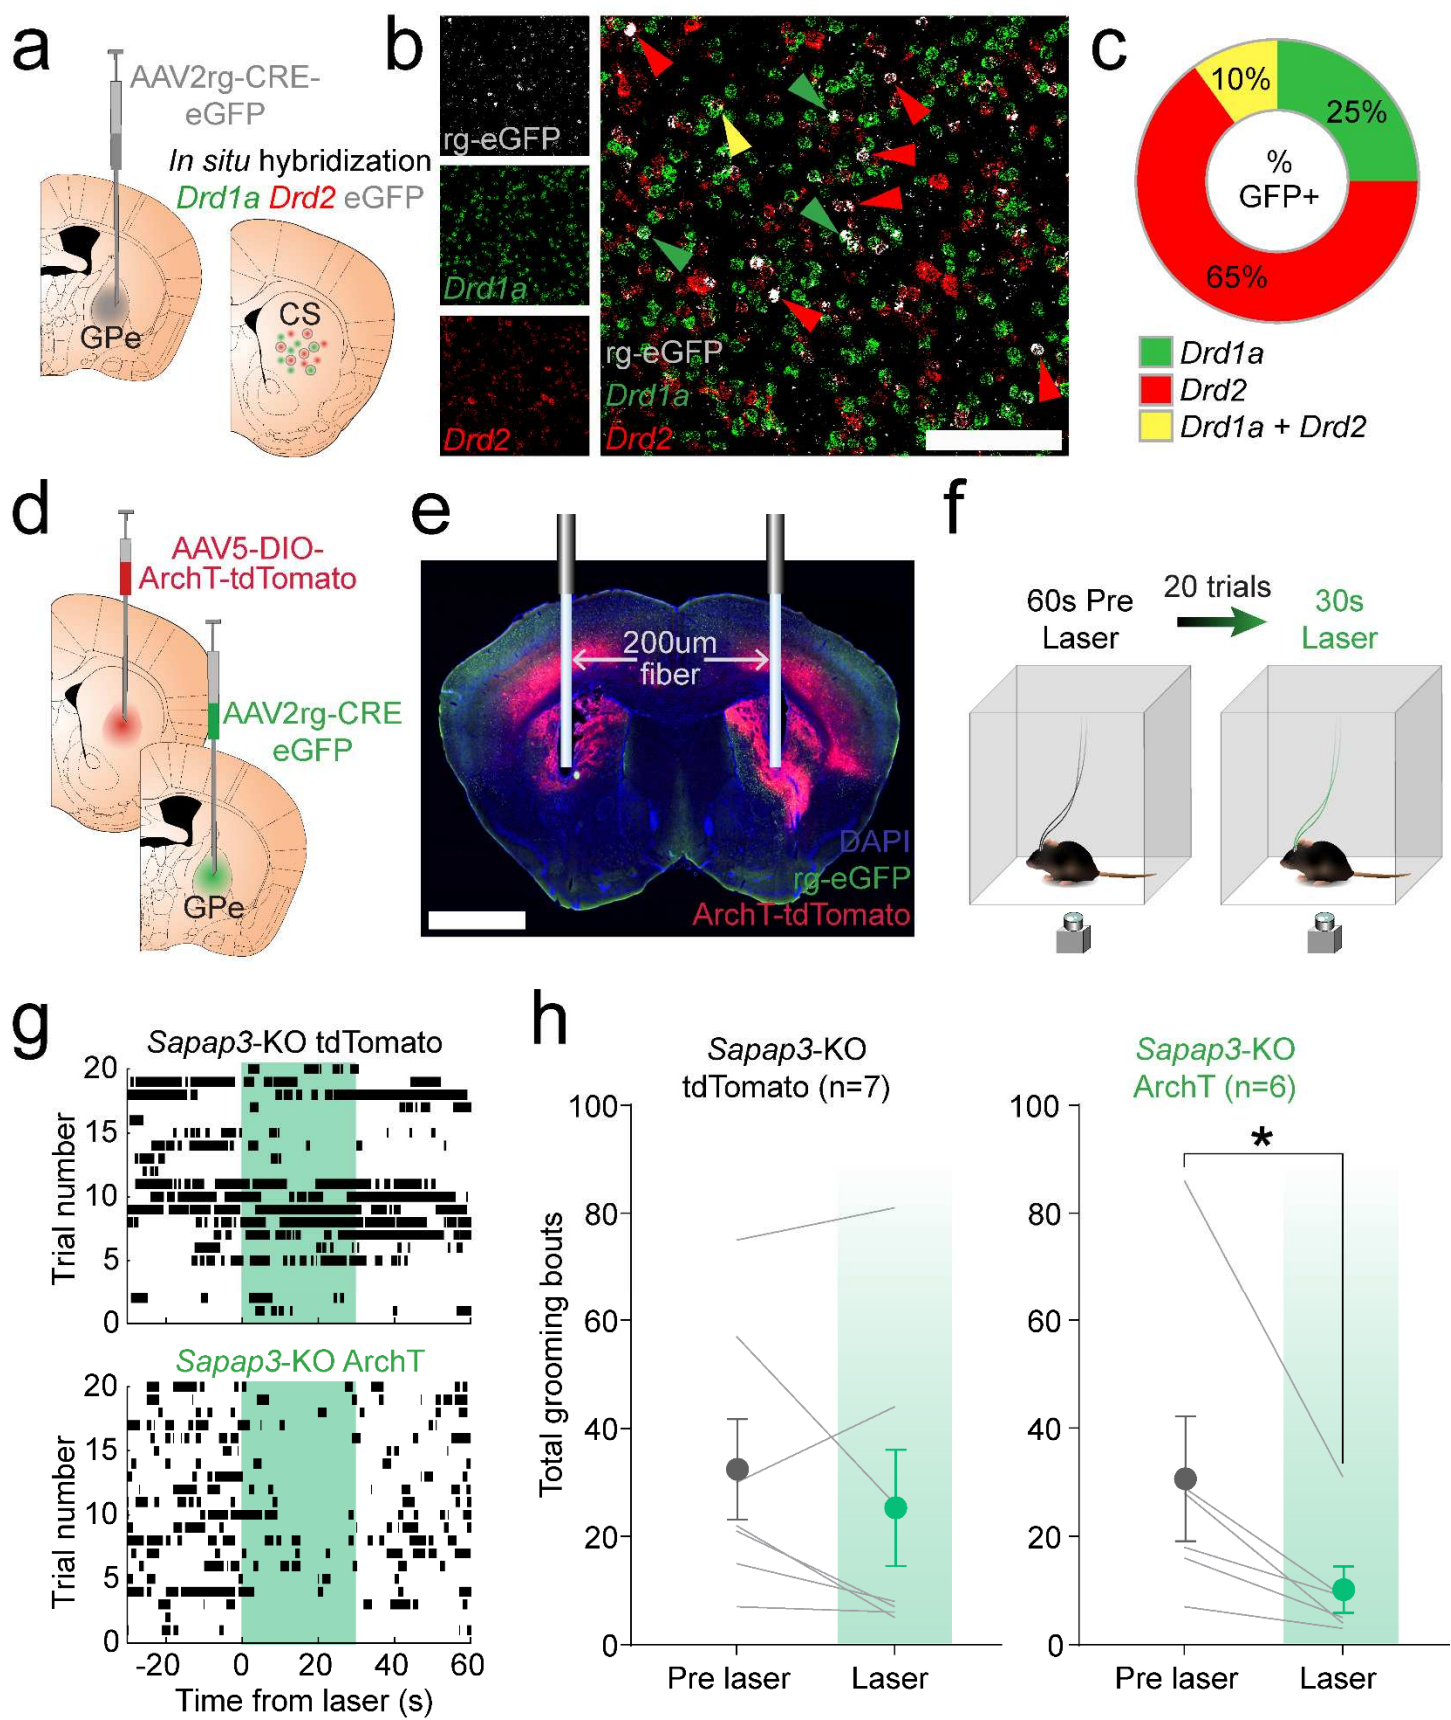 a
AAV2rg-CRE-
eGFP
In situ hybridization
Drd1a Drd2 eGFP
GPe
CS
b
rg-eGFP
Drd1a
Drd2
rg-eGFP
Drd1a
Drd2
c
10%
25%
%
GFP+
65%
Drd1a
Drd2
Drd1a + Drd2
d
AAV5-DIO-
ArchT-tdTomato
AAV2rg-CRE
eGFP
GPe
e
200um
fiber
DAPI
rg-eGFP
ArchT-tdTomato
f
60s Pre
Laser
20 trials
30s
Laser
g
Sapap3-KO tdTomato
Trial number
20
15
10
5
0
Sapap3-KO ArchT
Trial number
20
15
10
5
0
-20 0 20 40 60
Time from laser (s)
h
Sapap3-KO
tdTomato (n=7)
Total grooming bouts
100
80
60
40
20
0
Pre laser Laser
Sapap3-KO
ArchT (n=6)
100
*
80
60
40
20
0
Pre laser Laser